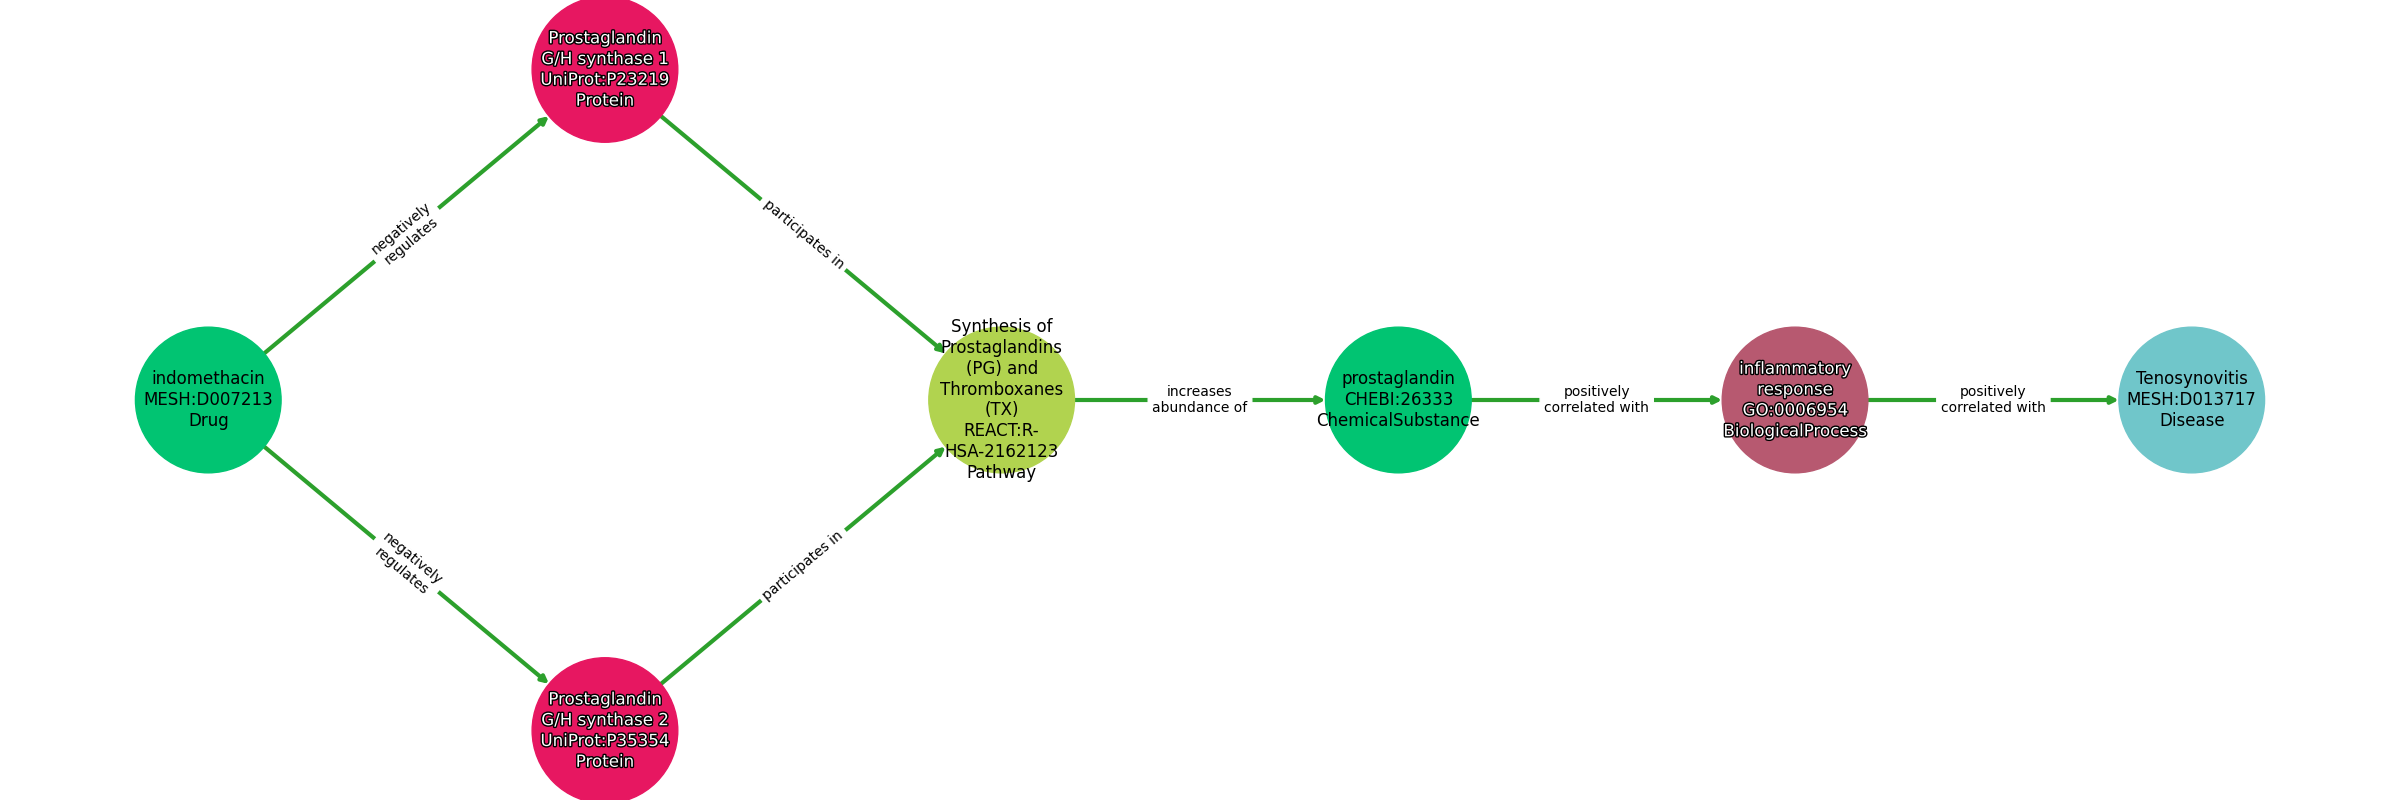 Prostaglandin
G/H synthase 1
UniProt:P23219
Protein
negatively
regulates
participates in
indomethacin
MESH:D007213
Drug
Synthesis of
Prostaglandins
(PG) and
Thromboxanes
(TX)
REACT:R-
HSA-2162123
Pathway
increases
abundance of
prostaglandin
CHEBI:26333
ChemicalSubstance
positively
correlated with
inflammatory
response
GO:0006954
BiologicalProcess
positively
correlated with
Tenosynovitis
MESH:D013717
Disease
negatively
regulates
participates in
Prostaglandin
G/H synthase 2
UniProt:P35354
Protein